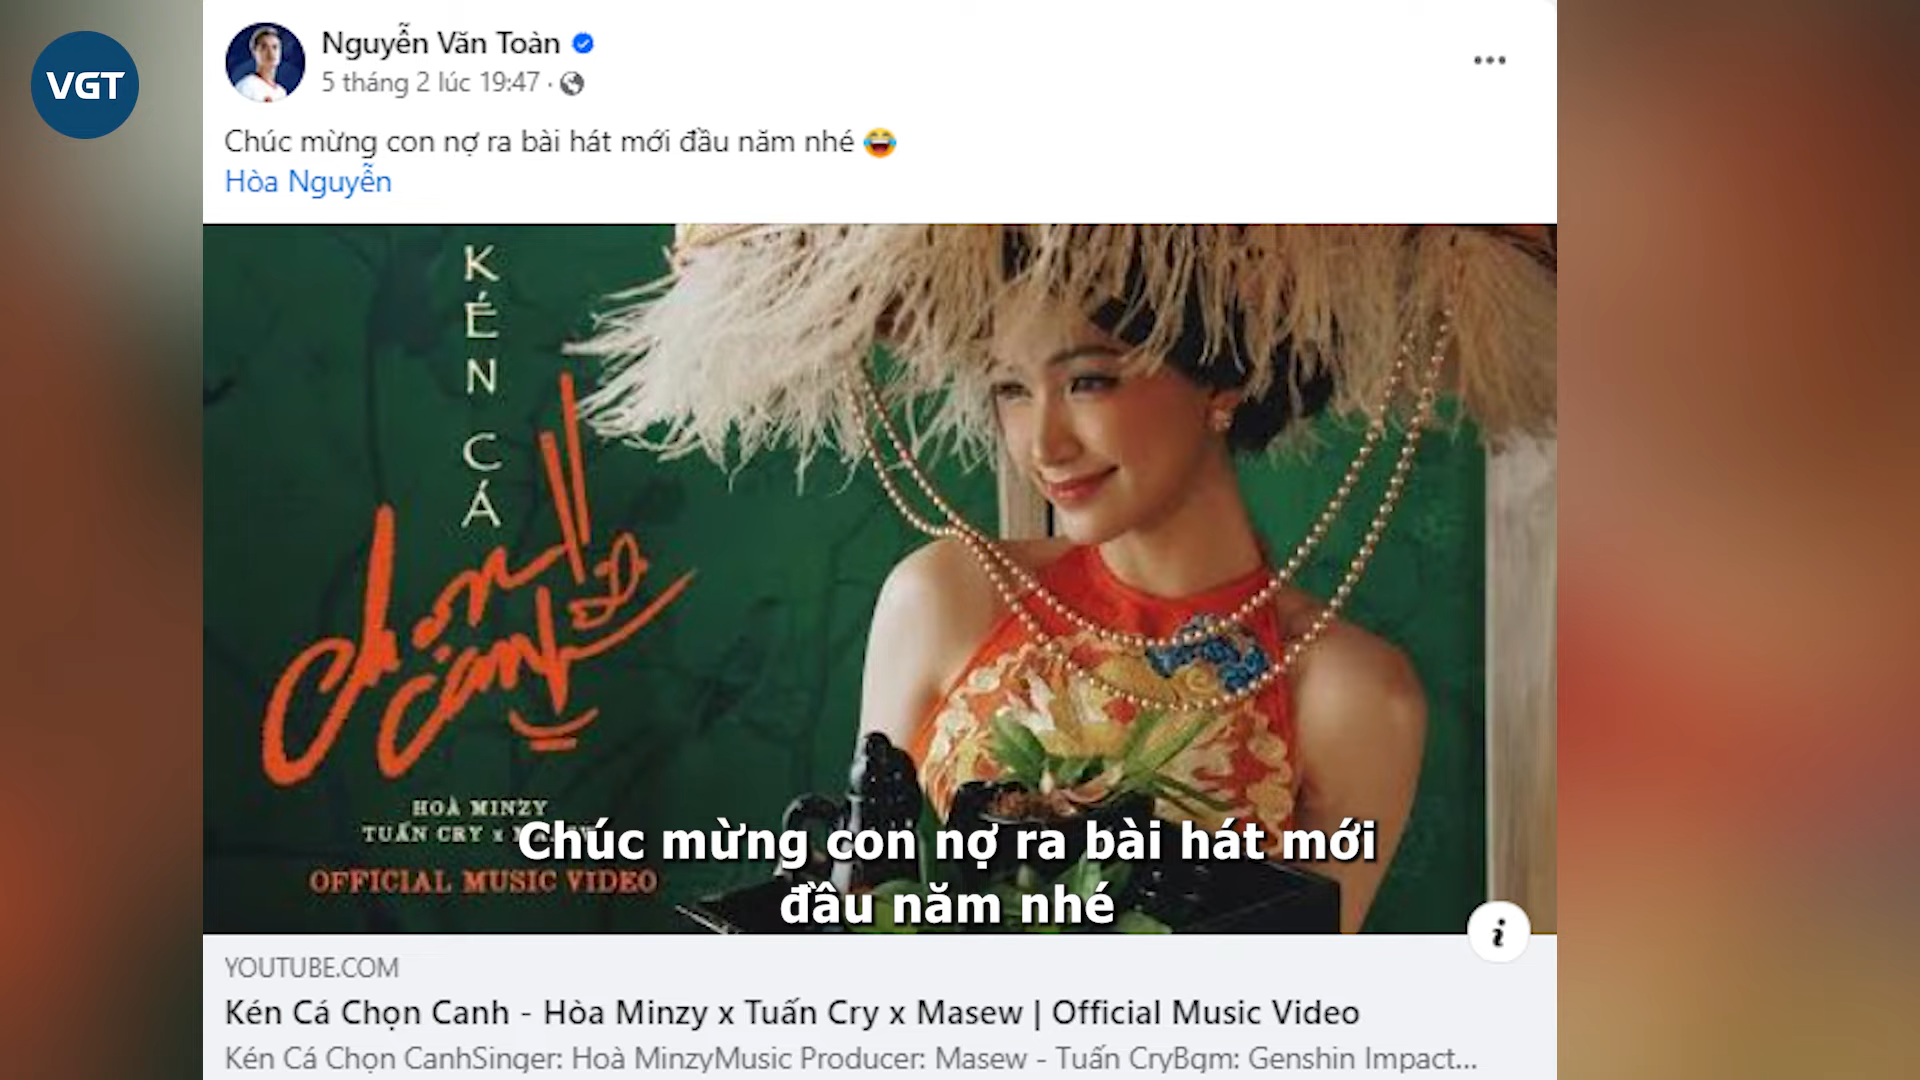 VGT
Nguyễn Văn Toàn
5 tháng 2 lúc 19:47 ·
Chúc mừng con nợ ra bài hát mới đầu năm nhé 😂
Hòa Nguyễn
KÉN CÁ
chọn canh
HOÀ MINZY
TUẤN CRY x
OFFICIAL MUSIC VIDEO
Chúc mừng con nợ ra bài hát mới
đầu năm nhé
YOUTUBE.COM
Kén Cá Chọn Canh - Hòa Minzy x Tuấn Cry x Masew | Official Music Video
Kén Cá Chọn CanhSinger: Hoà MinzyMusic Producer: Masew - Tuấn CryBgm: Genshin Impact...